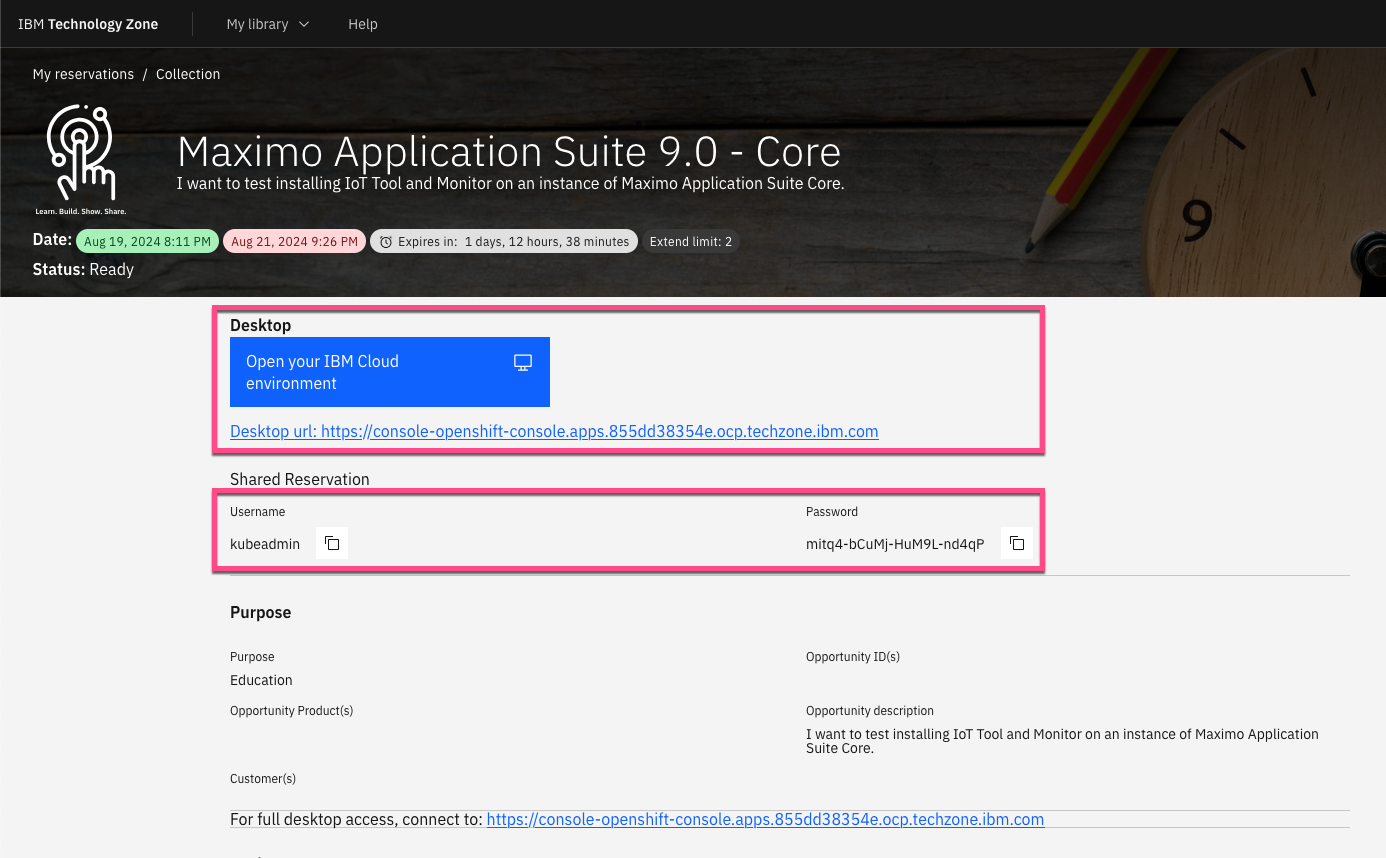 IBM Technology Zone
My library
Help
My reservations / Collection
Maximo Application Suite 9.0 - Core
I want to test installing IoT Tool and Monitor on an instance of Maximo Application Suite Core.
Learn. Build. Show. Share.
Date: Aug 19, 2024 8:11 PM Aug 21, 2024 9:26 PM Expires in: 1 days, 12 hours, 38 minutes Extend limit: 2
Status: Ready
9
Desktop
Open your IBM Cloud
environment
Desktop url: https://console-openshift-console.apps.855dd38354e.ocp.techzone.ibm.com
Shared Reservation
Username Password
kubeadmin mitq4-bCuMj-HuM9L-nd4qP
Purpose
Purpose Opportunity ID(s)
Education
Opportunity Product(s) Opportunity description
I want to test installing IoT Tool and Monitor on an instance of Maximo Application
Suite Core.
Customer(s)
For full desktop access, connect to: https://console-openshift-console.apps.855dd38354e.ocp.techzone.ibm.com